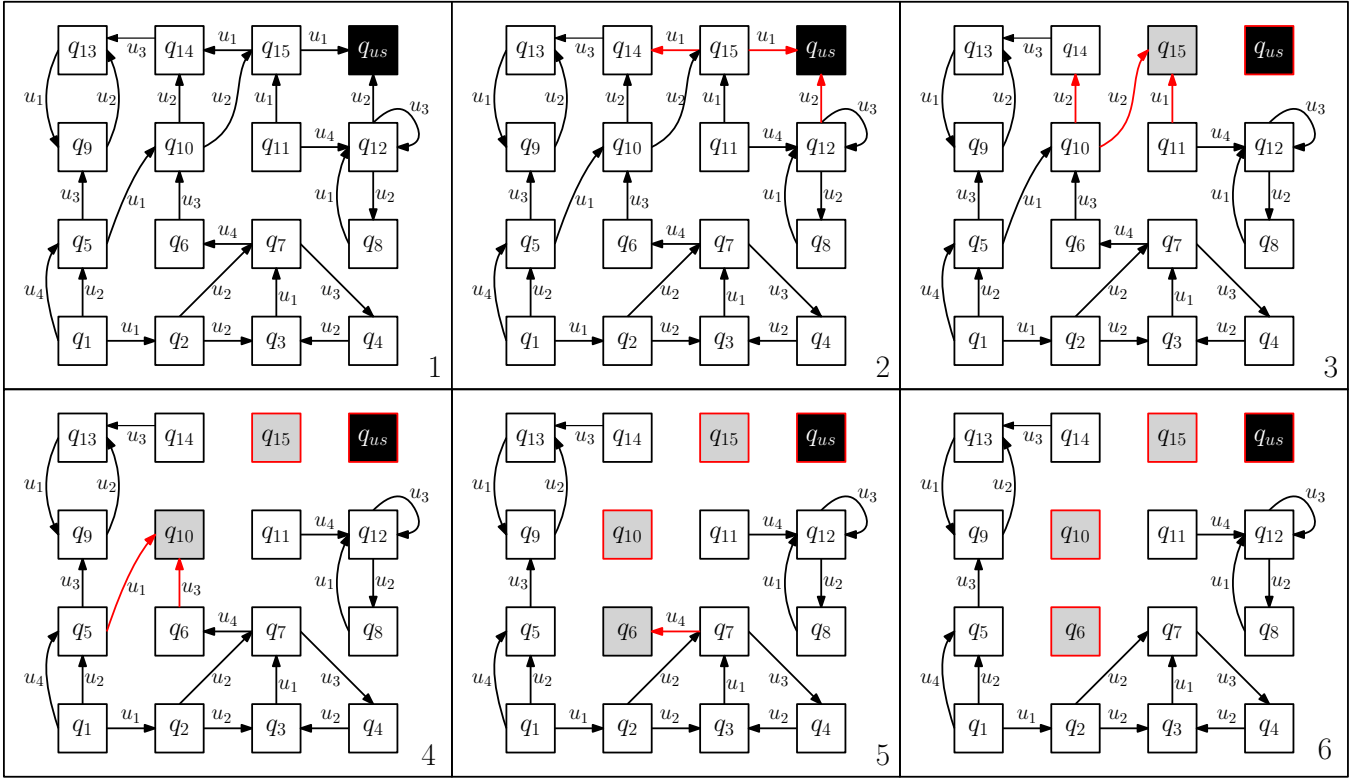 q13 u3 q14 u1 q15 u1 qus
u1 u2 u2 u2 u1 u2 u3
q9 q10 q11 u4 q12
u3 u1 u3 u1 u2
q5 q6 u4 q7 q8
u4 u2 u2 u1 u3
q1 u1 q2 u2 q3 u2 q4
1
q13 u3 q14 u1 q15 u1 qus
u1 u2 u2 u2 u1 u2 u3
q9 q10 q11 u4 q12
u3 u1 u3 u1 u2
q5 q6 u4 q7 q8
u4 u2 u2 u1 u3
q1 u1 q2 u2 q3 u2 q4
2
q13 u3 q14 q15 qus
u1 u2 u2 u2 u1 u3
q9 q10 q11 u4 q12
u3 u1 u3 u1 u2
q5 q6 u4 q7 q8
u4 u2 u2 u1 u3
q1 u1 q2 u2 q3 u2 q4
3
q13 u3 q14 q15 qus
u1 u2 u3
q9 q10 q11 u4 q12
u3 u1 u3 u1 u2
q5 q6 u4 q7 q8
u4 u2 u2 u1 u3
q1 u1 q2 u2 q3 u2 q4
4
q13 u3 q14 q15 qus
u1 u2 u3
q9 q10 q11 u4 q12
u3 u1 u2
q5 q6 u4 q7 q8
u4 u2 u2 u1 u3
q1 u1 q2 u2 q3 u2 q4
5
q13 u3 q14 q15 qus
u1 u2 u3
q9 q10 q11 u4 q12
u3 u1 u2
q5 q6 q7 q8
u4 u2 u2 u1 u3
q1 u1 q2 u2 q3 u2 q4
6